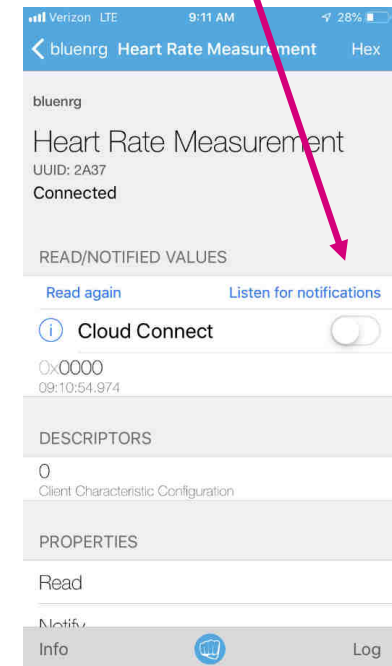 Verizon LTE 9:11 AM 28%
bluenrg Heart Rate Measurement Hex
bluenrg
Heart Rate Measurement
UUID: 2A37
Connected
READ/NOTIFIED VALUES
Read again Listen for notifications
i Cloud Connect
0x0000
09:10:54.974
DESCRIPTORS
0
Client Characteristic Configuration
PROPERTIES
Read
Notify
Info Log